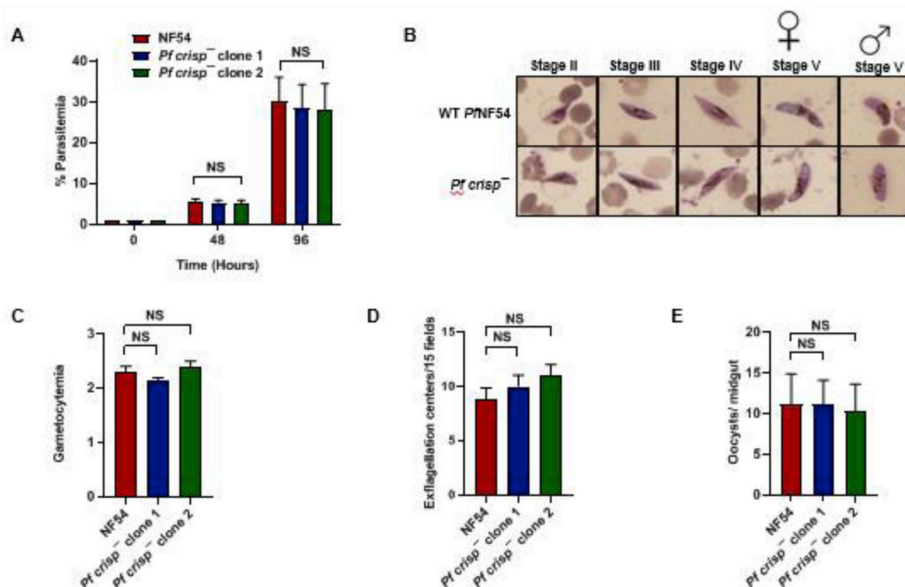 A
NF54
Pf crisp⁻ clone 1
Pf crisp⁻ clone 2
NS
NS
% Parasitemia
40
30
20
10
0
0 48 96
Time (Hours)
B
♀ ♂
Stage II Stage III Stage IV Stage V Stage V
WT PfNF54
Pf crisp⁻
C
NS
NS
Gametocytemia
3
2
1
0
NF54
Pf crisp⁻ clone 1
Pf crisp⁻ clone 2
D
NS
NS
Exflagellation centers/15 fields
15
10
5
0
NF54
Pf crisp⁻ clone 1
Pf crisp⁻ clone 2
E
NS
NS
Oocysts/ midgut
20
15
10
5
0
NF54
Pf crisp⁻ clone 1
Pf crisp⁻ clone 2